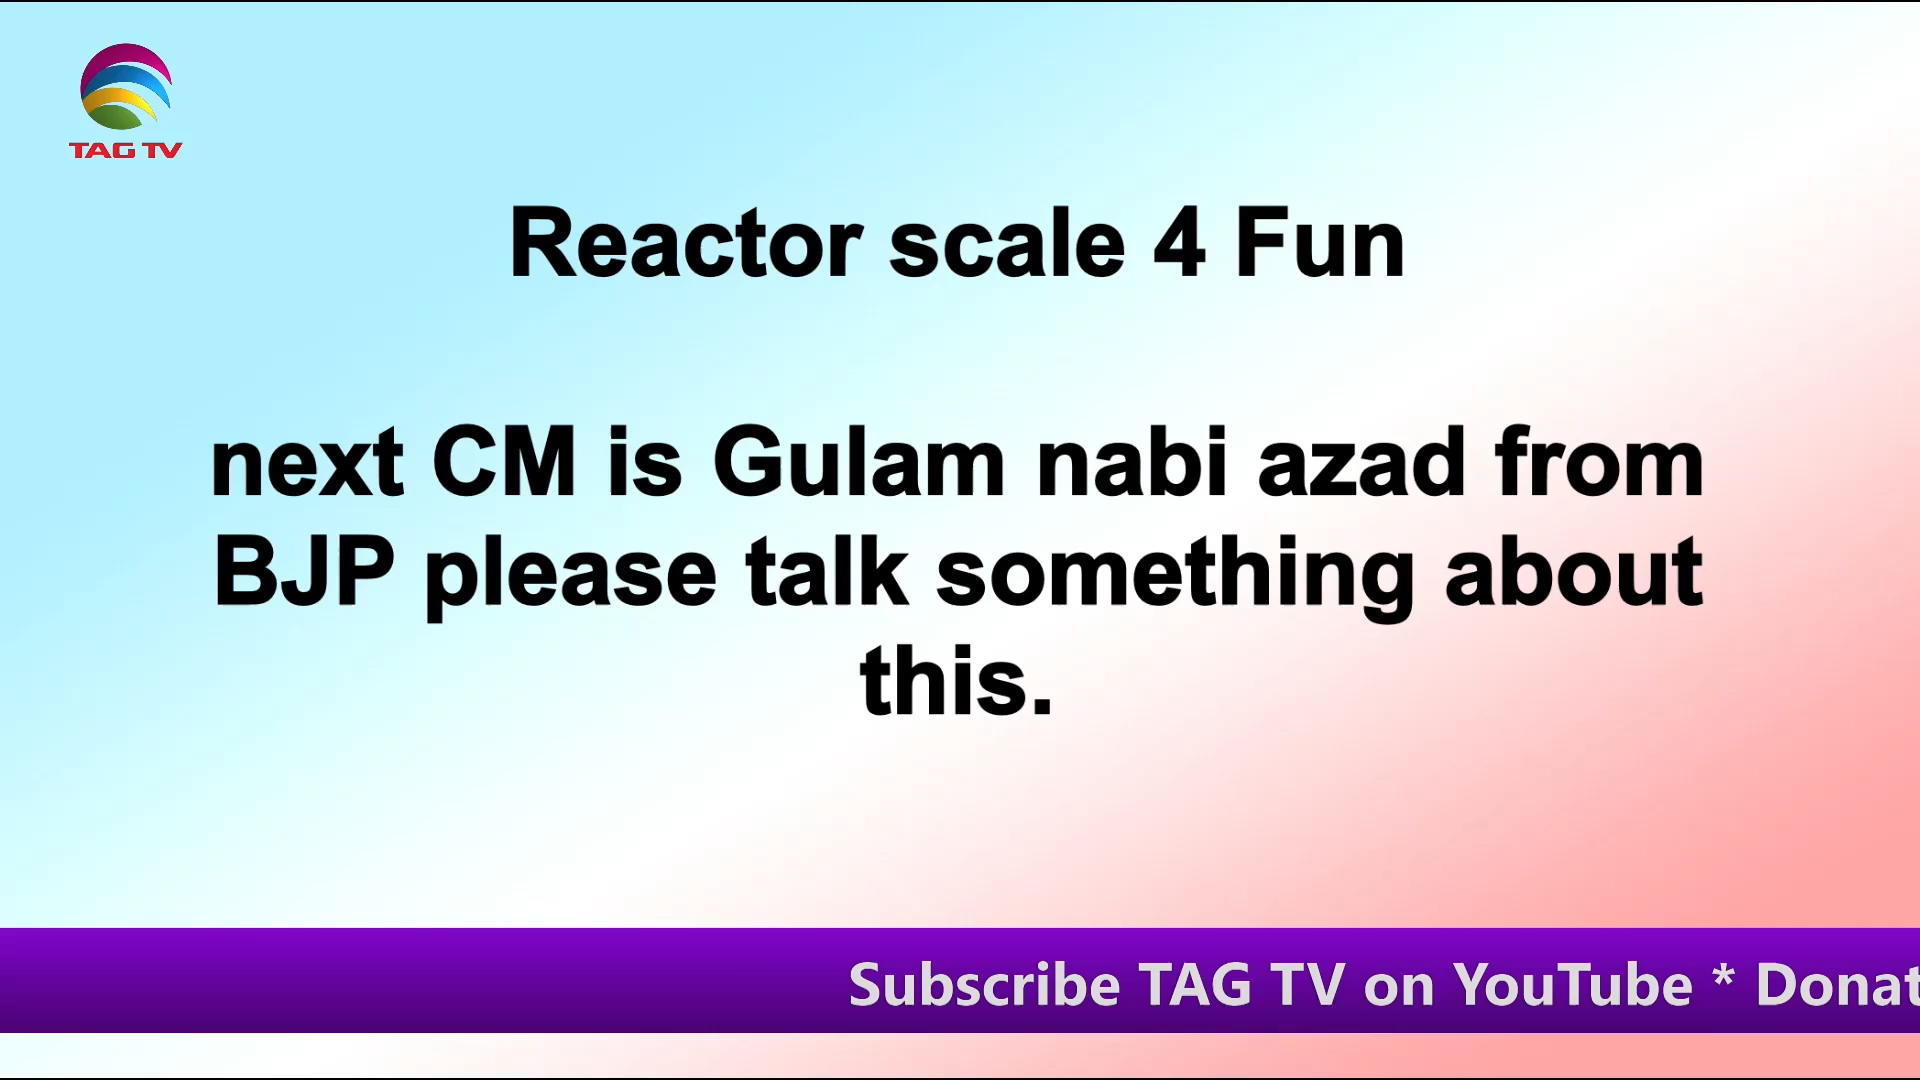 TAG TV
Reactor scale 4 Fun
next CM is Gulam nabi azad from
BJP please talk something about
this.
Subscribe TAG TV on YouTube * Donat